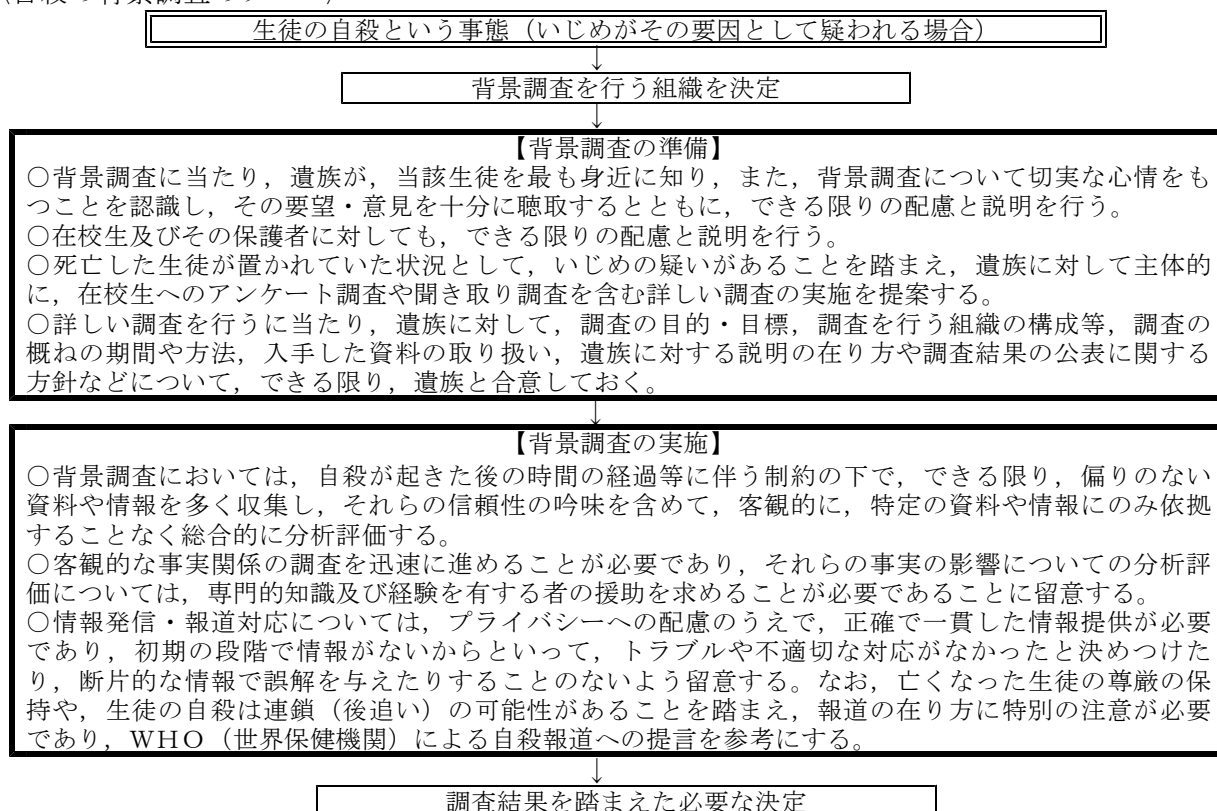 生徒の自殺という事態（いじめがその要因として疑われる場合）
↓
背景調査を行う組織を決定
↓
【背景調査の準備】
○背景調査に当たり，遺族が，当該生徒を最も身近に知り，また，背景調査について切実な心情をも
つことを認識し，その要望・意見を十分に聴取するとともに，できる限りの配慮と説明を行う。
○在校生及びその保護者に対しても，できる限りの配慮と説明を行う。
○死亡した生徒が置かれていた状況として，いじめの疑いがあることを踏まえ，遺族に対して主体的
に，在校生へのアンケート調査や聞き取り調査を含む詳しい調査の実施を提案する。
○詳しい調査を行うに当たり，遺族に対して，調査の目的・目標，調査を行う組織の構成等，調査の
概ねの期間や方法，入手した資料の取り扱い，遺族に対する説明の在り方や調査結果の公表に関する
方針などについて，できる限り，遺族と合意しておく。
↓
【背景調査の実施】
○背景調査においては，自殺が起きた後の時間の経過等に伴う制約の下で，できる限り，偏りのない
資料や情報を多く収集し，それらの信頼性の吟味を含めて，客観的に，特定の資料や情報にのみ依拠
することなく総合的に分析評価する。
○客観的な事実関係の調査を迅速に進めることが必要であり，それらの事実の影響についての分析評
価については，専門的知識及び経験を有する者の援助を求めることが必要であることに留意する。
○情報発信・報道対応については，プライバシーへの配慮のうえで，正確で一貫した情報提供が必要
であり，初期の段階で情報がないからといって，トラブルや不適切な対応がなかったと決めつけた
り，断片的な情報で誤解を与えたりすることのないよう留意する。なお，亡くなった生徒の尊厳の保
持や，生徒の自殺は連鎖（後追い）の可能性があることを踏まえ，報道の在り方に特別の注意が必要
であり，ＷＨＯ（世界保健機関）による自殺報道への提言を参考にする。
↓
調査結果を踏まえた必要な決定